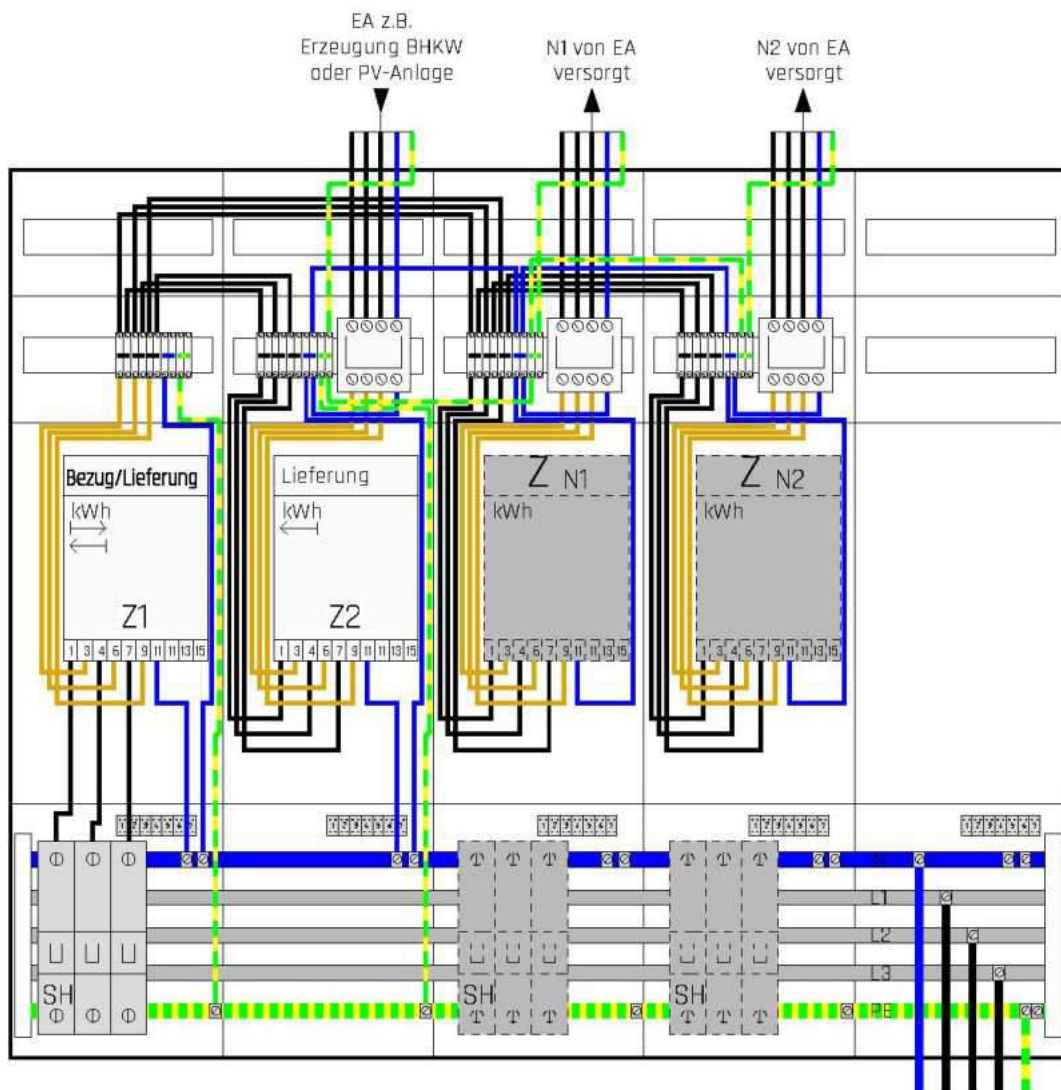 EA z.B.
Erzeugung BHKW
oder PV-Anlage
N1 von EA
versorgt
N2 von EA
versorgt
Bezug/Lieferung
kWh
Z1
1 3 4 6 7 9 11 11 13 15
Lieferung
kWh
Z2
1 3 4 6 7 9 11 11 13 15
Z N1
kWh
1 3 4 6 7 9 11 11 13 15
Z N2
kWh
1 3 4 6 7 9 11 11 13 15
N
L1
L2
L3
SH
SH
SH
PE